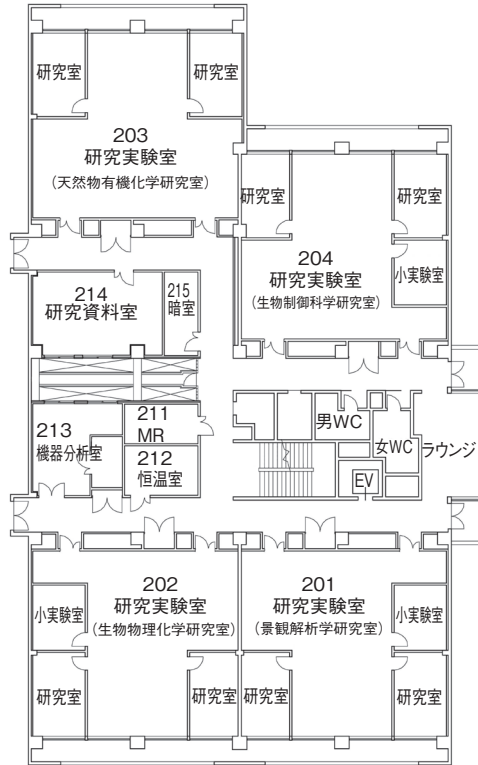 研究室
研究室
203
研究実験室
(天然物有機化学研究室)
研究室
研究室
204
研究実験室
(生物制御科学研究室)
小実験室
214
研究資料室
215
暗室
211
MR
213
機器分析室
212
恒温室
男WC
女WC
ラウンジ
EV
202
研究実験室
(生物物理化学研究室)
小実験室
研究室
研究室
201
研究実験室
(景観解析学研究室)
小実験室
研究室
研究室